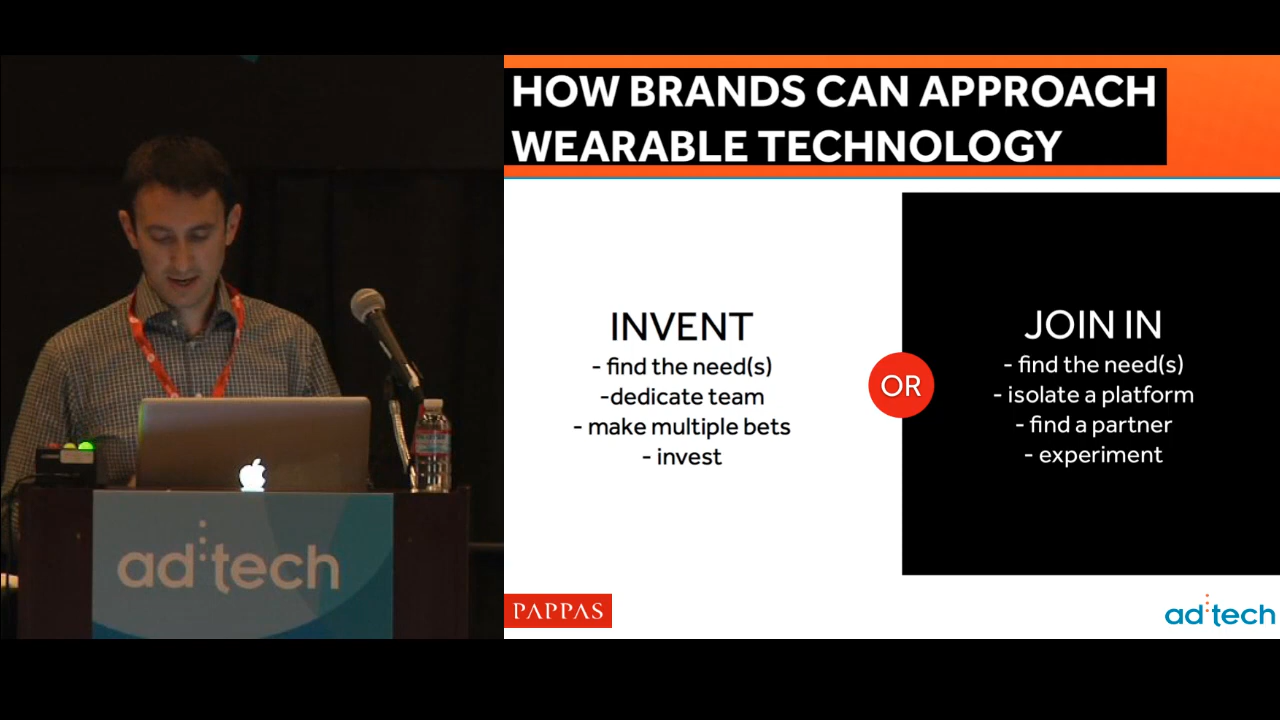 HOW BRANDS CAN APPROACH
WEARABLE TECHNOLOGY
INVENT
- find the need(s)
-dedicate team
- make multiple bets
- invest
OR
JOIN IN
- find the need(s)
- isolate a platform
- find a partner
- experiment
ad:tech
PAPPAS
ad:tech